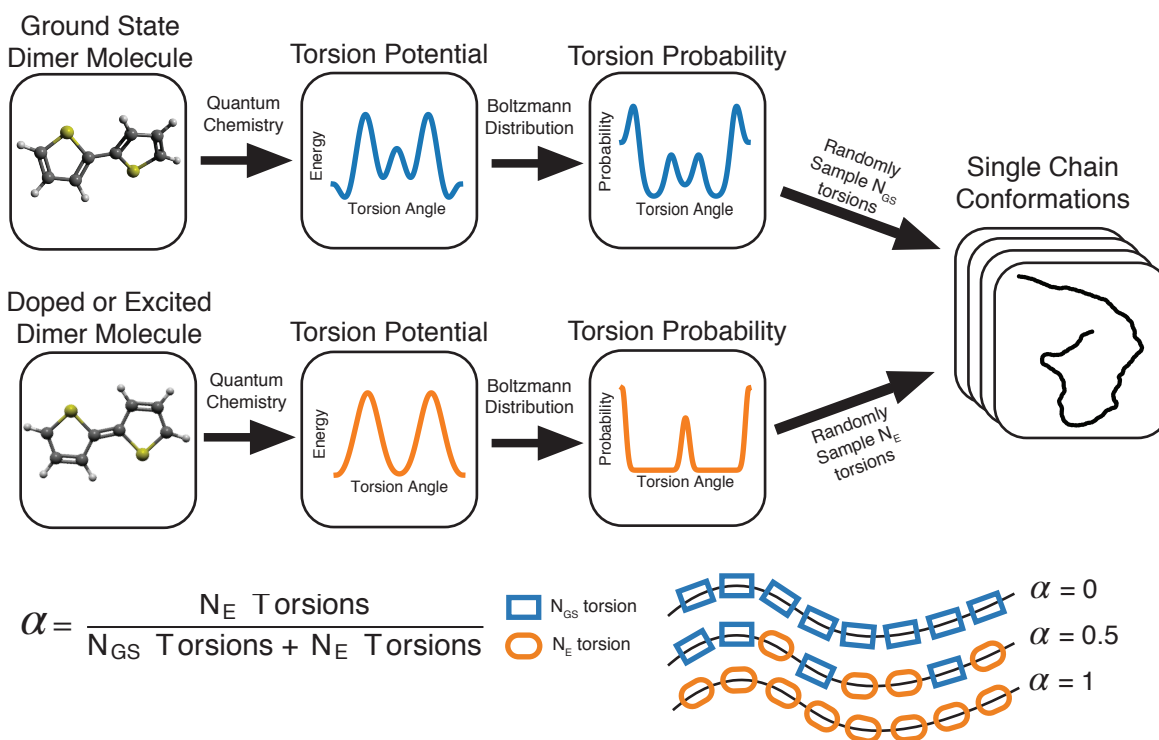 Ground State
Dimer Molecule
Quantum
Chemistry
Torsion Potential
Energy
Torsion Angle
Boltzmann
Distribution
Torsion Probability
Probability
Torsion Angle
Randomly
Sample N_GS
torsions
Single Chain
Conformations
Doped or Excited
Dimer Molecule
Quantum
Chemistry
Torsion Potential
Energy
Torsion Angle
Boltzmann
Distribution
Torsion Probability
Probability
Torsion Angle
Randomly
Sample N_E
torsions
α = N_E Torsions / N_GS Torsions + N_E Torsions
N_GS torsion
N_E torsion
α = 0
α = 0.5
α = 1